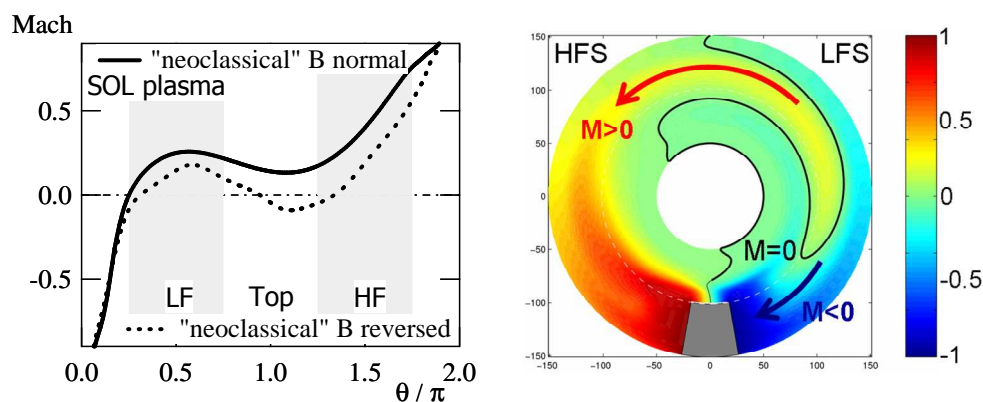 Mach
"neoclassical" B normal
SOL plasma
0.5
0.0
-0.5
LF Top HF
"neoclassical" B reversed
0.0 0.5 1.0 1.5 2.0
θ / π
HFS LFS
M>0
M=0
M<0
150
100
50
0
-50
-100
-150
-150 -100 -50 0 50 100 150
1
0.5
0
-0.5
-1